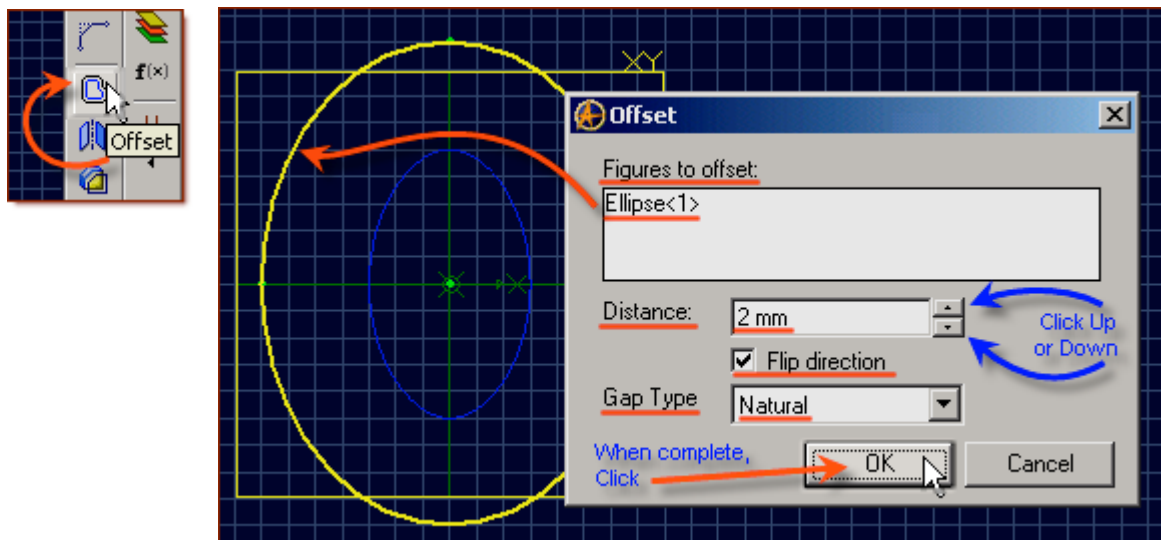 f(x)
Offset
XY
X
Offset
Figures to offset:
Ellipse<1>
Distance:
2 mm
Click Up
or Down
Flip direction
Gap Type
Natural
When complete,
Click
OK
Cancel